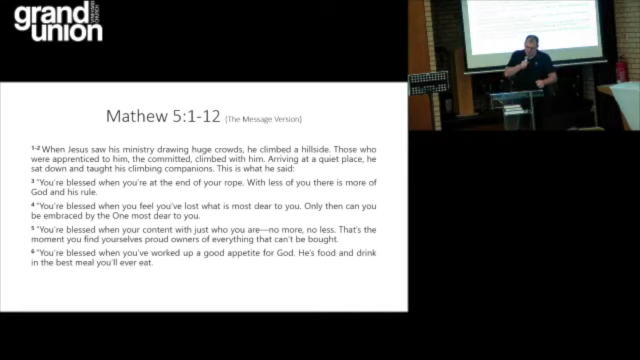 grand
union
Mathew 5:1-12 (The Message Version)
1-2 When Jesus saw his ministry drawing huge crowds, he climbed a hillside. Those who
were apprenticed to him, the committed, climbed with him. Arriving at a quiet place, he
sat down and taught his climbing companions. This is what he said:
3 "You're blessed when you're at the end of your rope. With less of you there is more of
God and his rule.
4 "You're blessed when you feel you've lost what is most dear to you. Only then can you
be embraced by the One most dear to you.
5 "You're blessed when your content with just who you are—no more, no less. That's the
moment you find yourselves proud owners of everything that can't be bought.
6 "You're blessed when you've worked up a good appetite for God. He's food and drink
in the best meal you'll ever eat.